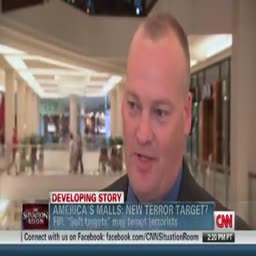 DEVELOPING STORY
AMERICA'S MALLS: NEW TERROR TARGET?
FBI: "Soft targets" may tempt terrorists
THE SITUATION ROOM
CNN
Connect with us on Facebook: facebook.com/CNNSituationRoom
2:20 PM PT